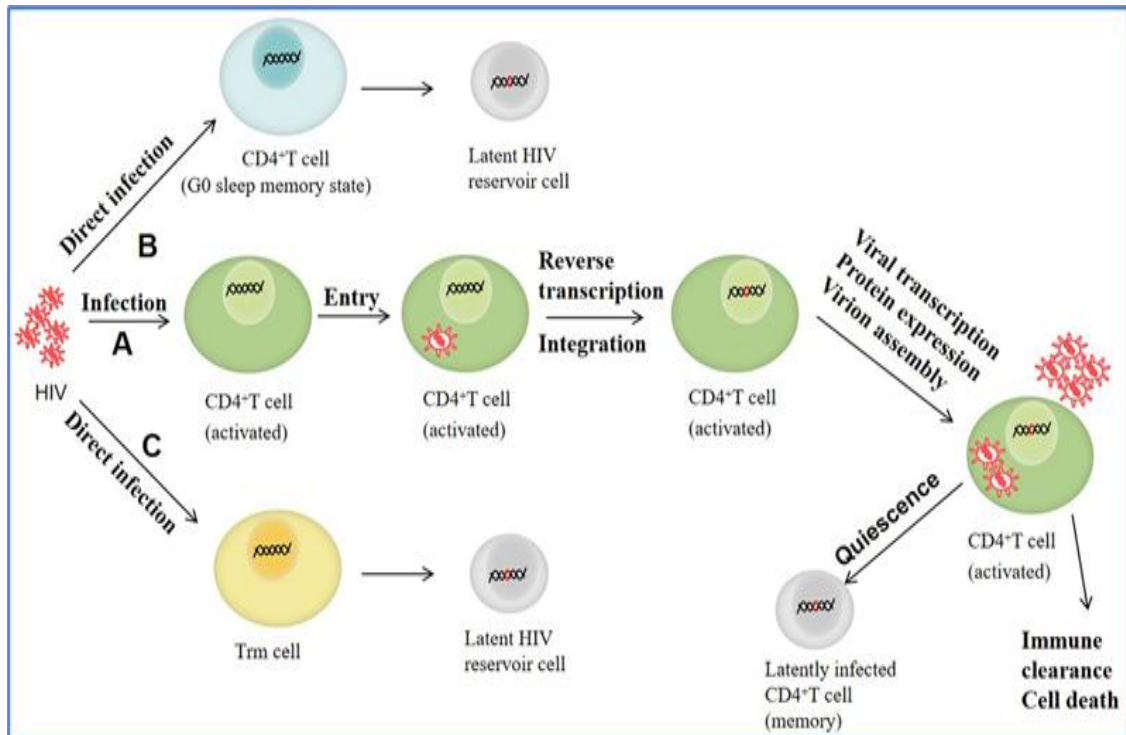 CD4⁺T cell
(G0 sleep memory state)
Latent HIV
reservoir cell
Direct infection
B
Infection
A
HIV
CD4⁺T cell
(activated)
Entry
CD4⁺T cell
(activated)
Reverse
transcription
Integration
CD4⁺T cell
(activated)
Viral transcription
Protein expression
Virion assembly
CD4⁺T cell
(activated)
Quiescence
Latently infected
CD4⁺T cell
(memory)
Immune
clearance
Cell death
C
Direct infection
Trm cell
Latent HIV
reservoir cell